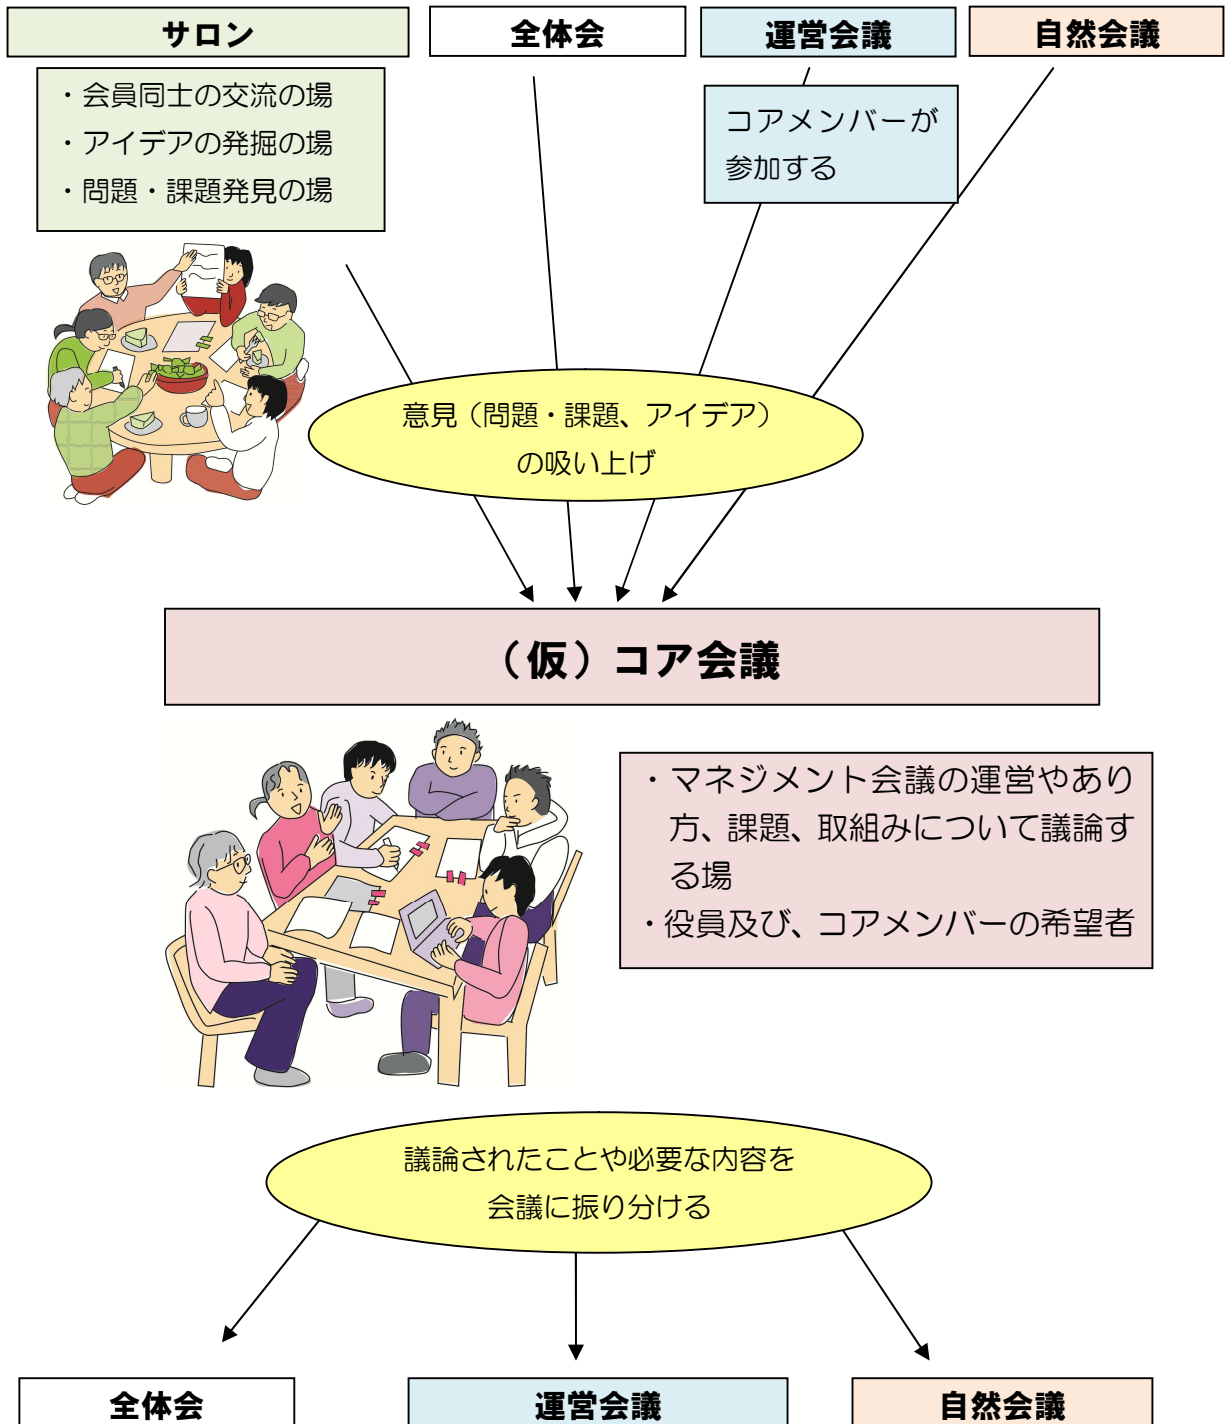 サロン
全体会
運営会議
自然会議
・会員同士の交流の場
・アイデアの発掘の場
・問題・課題発見の場
コアメンバーが
参加する
意見（問題・課題、アイデア）
の吸い上げ
（仮）コア会議
・マネジメント会議の運営やあり
方、課題、取組みについて議論す
る場
・役員及び、コアメンバーの希望者
議論されたことや必要な内容を
会議に振り分ける
全体会
運営会議
自然会議